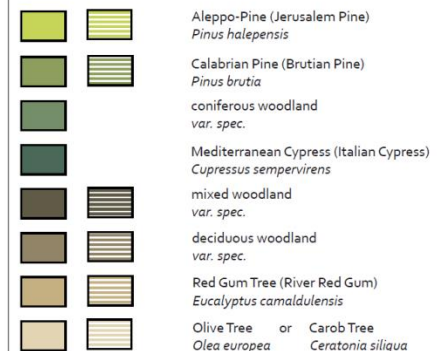 Aleppo-Pine (Jerusalem Pine)
Pinus halepensis
Calabrian Pine (Brutian Pine)
Pinus brutia
coniferous woodland
var. spec.
Mediterranean Cypress (Italian Cypress)
Cupressus sempervirens
mixed woodland
var. spec.
deciduous woodland
var. spec.
Red Gum Tree (River Red Gum)
Eucalyptus camaldulensis
Olive Tree or Carob Tree
Olea europea Ceratonia siliqua